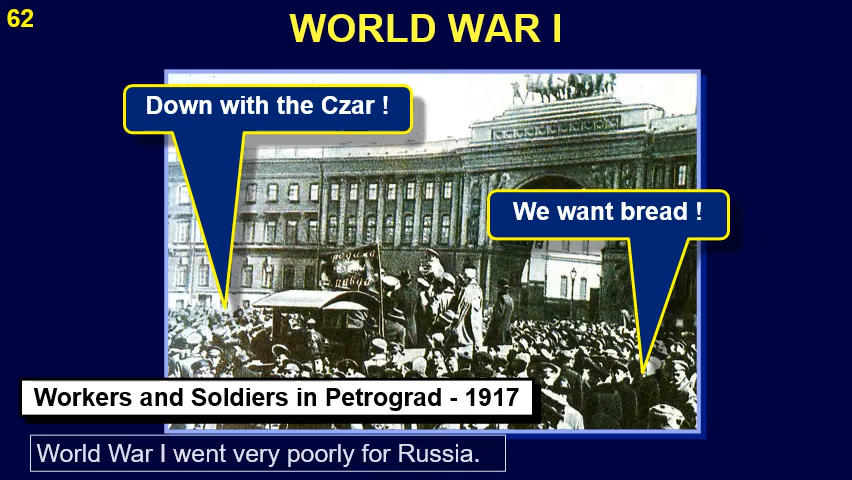 62
WORLD WAR I
Down with the Czar !
We want bread !
Workers and Soldiers in Petrograd - 1917
World War I went very poorly for Russia.